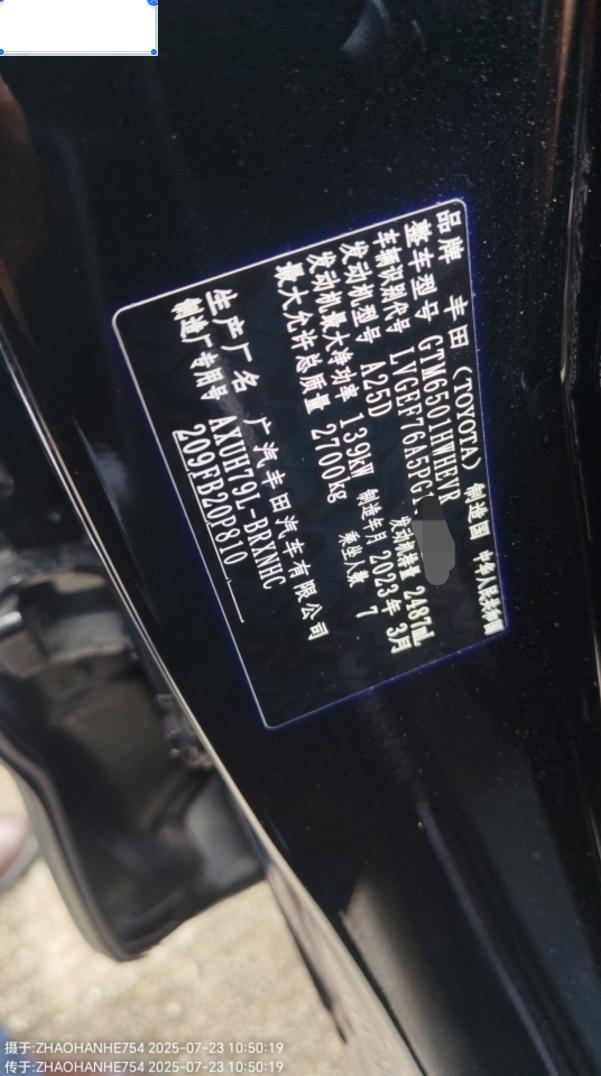 品牌 丰田（TOYOTA） 制造国 中华人民共和国
整车型号 GTM6501HWHEVR
车辆识别代号 LVGEF76A5PG
发动机型号 A25D 发动机排量 2487mL
发动机最大净功率 139kW 制造年月 2023年3月
最大允许总质量 2700kg 乘坐人数 7
生产厂名 广汽丰田汽车有限公司
制造厂专用号 AXUH79L-BRXNHC
209FB20P810
摄于:ZHAOHANHE754 2025-07-23 10:50:19
传于:ZHAOHANHE754 2025-07-23 10:50:19